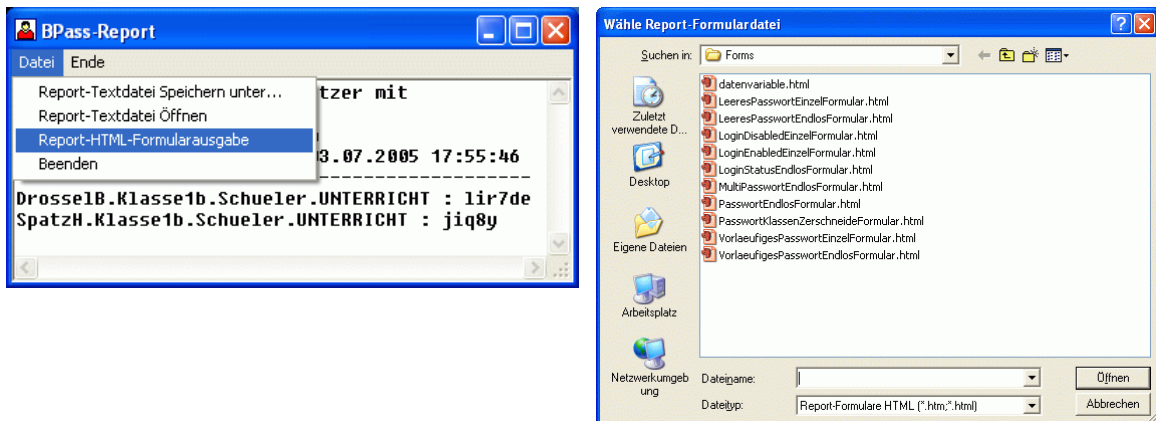 BPass-Report
Datei Ende
Report-Textdatei Speichern unter...
Report-Textdatei Öffnen
Report-HTML-Formularausgabe
Beenden
tzer mit
3.07.2005 17:55:46
DrosselB.Klasse1b.Schueler.UNTERRICHT : lir7de
SpatzH.Klasse1b.Schueler.UNTERRICHT : jiq8y
Wähle Report-Formulardatei
Suchen in: Forms
Zuletzt
verwendete D...
Desktop
Eigene Dateien
Arbeitsplatz
Netzwerkumgeb
ung
datenvariable.html
LeeresPasswortEinzelFormular.html
LeeresPasswortEndlosFormular.html
LoginDisabledEinzelFormular.html
LoginEnabledEinzelFormular.html
LoginStatusEndlosFormular.html
MultiPasswortEndlosFormular.html
PasswortEndlosFormular.html
PasswortKlassenZerschneideFormular.html
VorlaeufigesPasswortEinzelFormular.html
VorlaeufigesPasswortEndlosFormular.html
Dateiname: Öffnen
Dateityp: Report-Formulare HTML (*.htm;*.html) Abbrechen